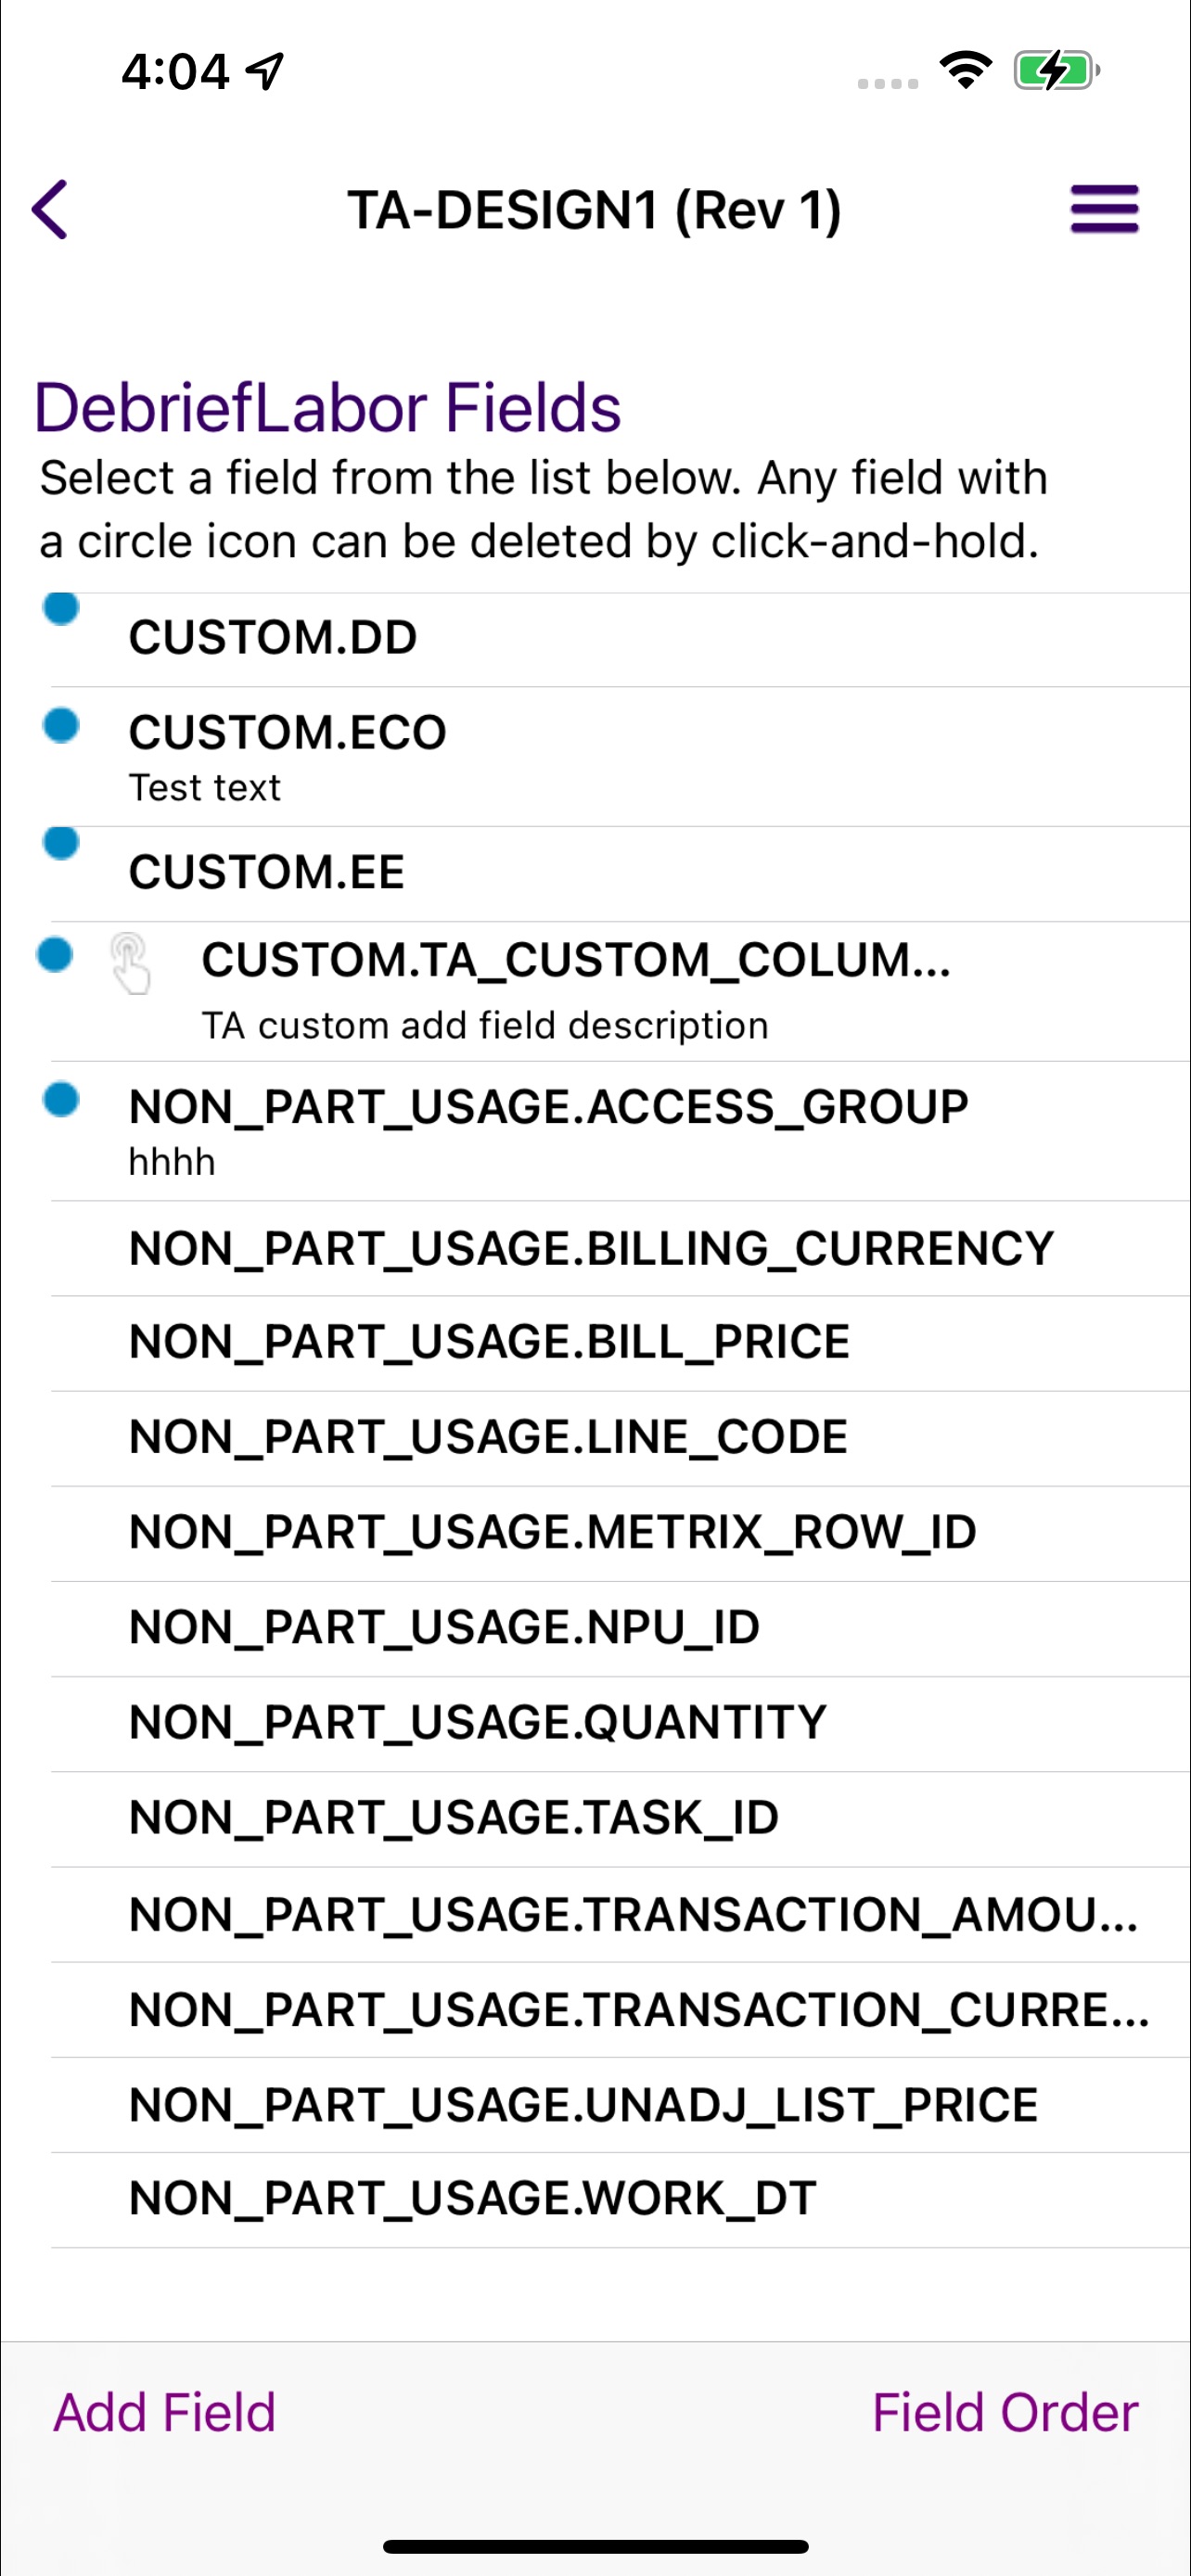 4:04
TA-DESIGN1 (Rev 1)
DebriefLabor Fields
Select a field from the list below. Any field with
a circle icon can be deleted by click-and-hold.
CUSTOM.DD
CUSTOM.ECO
Test text
CUSTOM.EE
CUSTOM.TA_CUSTOM_COLUM...
TA custom add field description
NON_PART_USAGE.ACCESS_GROUP
hhhh
NON_PART_USAGE.BILLING_CURRENCY
NON_PART_USAGE.BILL_PRICE
NON_PART_USAGE.LINE_CODE
NON_PART_USAGE.METRIX_ROW_ID
NON_PART_USAGE.NPU_ID
NON_PART_USAGE.QUANTITY
NON_PART_USAGE.TASK_ID
NON_PART_USAGE.TRANSACTION_AMOU...
NON_PART_USAGE.TRANSACTION_CURRE...
NON_PART_USAGE.UNADJ_LIST_PRICE
NON_PART_USAGE.WORK_DT
Add Field Field Order